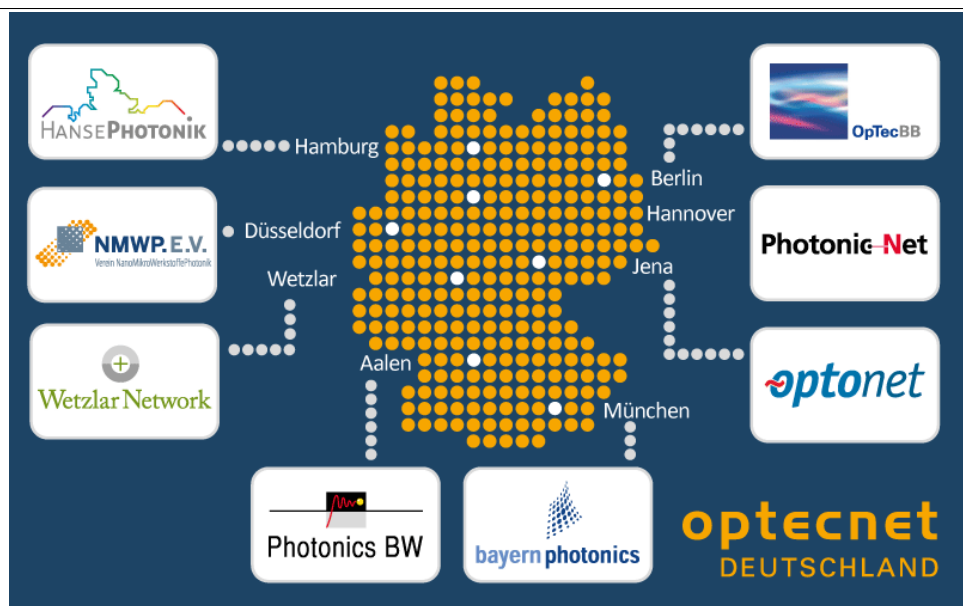 HANSEPHOTONIK
Hamburg
OpTecBB
Berlin
NMWP.E.V.
Verein NanoMikroWerkstoffePhotonik
Düsseldorf
Hannover
Photonic Net
Wetzlar
Jena
Wetzlar Network
Aalen
optonet
München
Photonics BW
bayern photonics
optecnet
DEUTSCHLAND